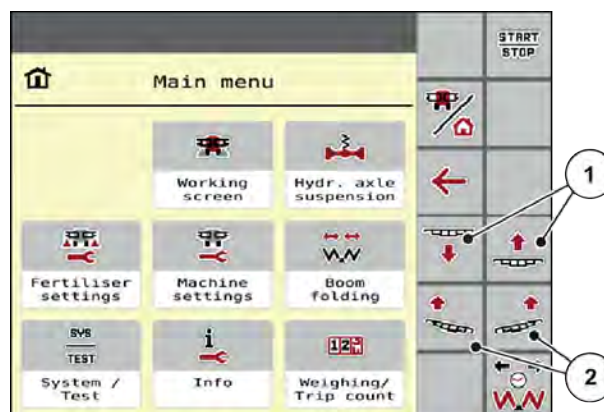 START
STOP
Main menu
Working
screen
Hydr. axle
suspension
1
Fertiliser
settings
Machine
settings
Boom
folding
SYS
TEST
i
123
2
System /
Test
Info
Weighing/
Trip count